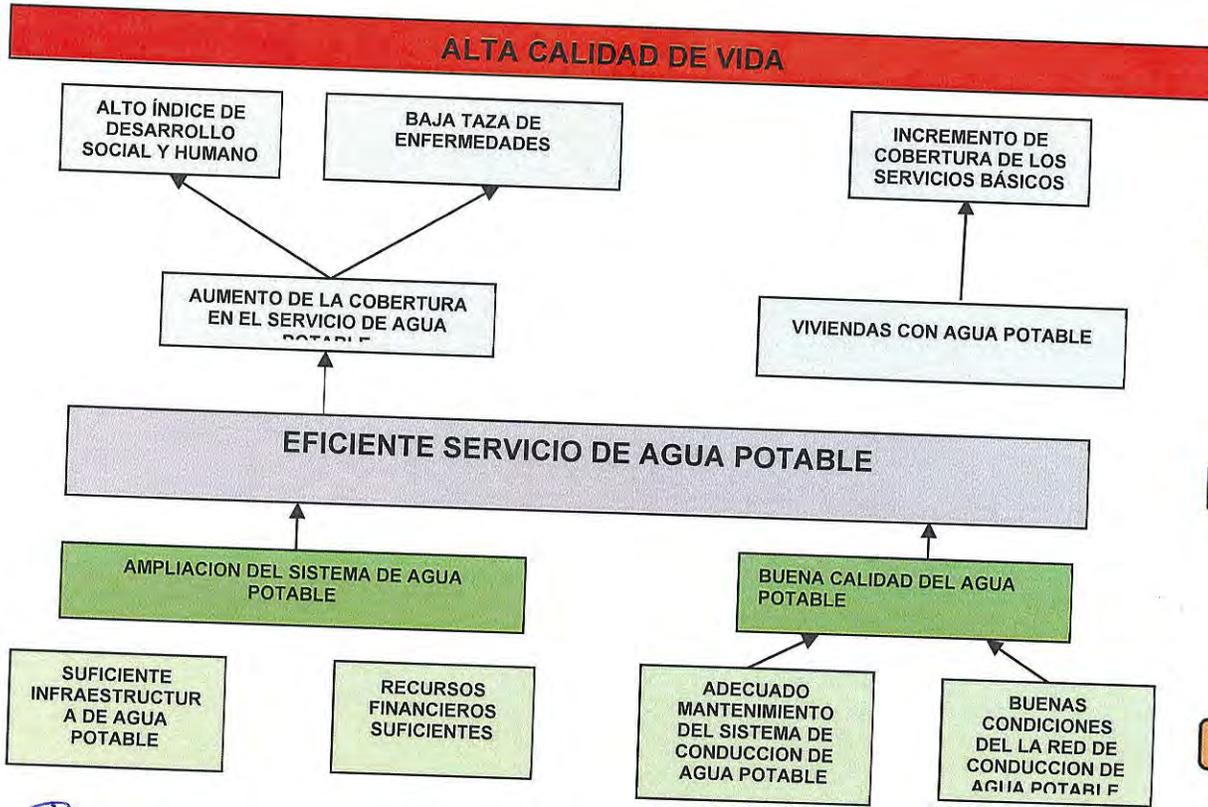 ALTA CALIDAD DE VIDA
ALTO ÍNDICE DE
DESARROLLO
SOCIAL Y HUMANO
BAJA TAZA DE
ENFERMEDADES
INCREMENTO DE
COBERTURA DE LOS
SERVICIOS BÁSICOS
AUMENTO DE LA COBERTURA
EN EL SERVICIO DE AGUA
POTABLE
VIVIENDAS CON AGUA POTABLE
EFICIENTE SERVICIO DE AGUA POTABLE
AMPLIACION DEL SISTEMA DE AGUA
POTABLE
BUENA CALIDAD DEL AGUA
POTABLE
SUFICIENTE
INFRAESTRUCTUR
A DE AGUA
POTABLE
RECURSOS
FINANCIEROS
SUFICIENTES
ADECUADO
MANTENIMIENTO
DEL SISTEMA DE
CONDUCCION DE
AGUA POTABLE
BUENAS
CONDICIONES
DEL LA RED DE
CONDUCCION DE
AGUA POTABLE